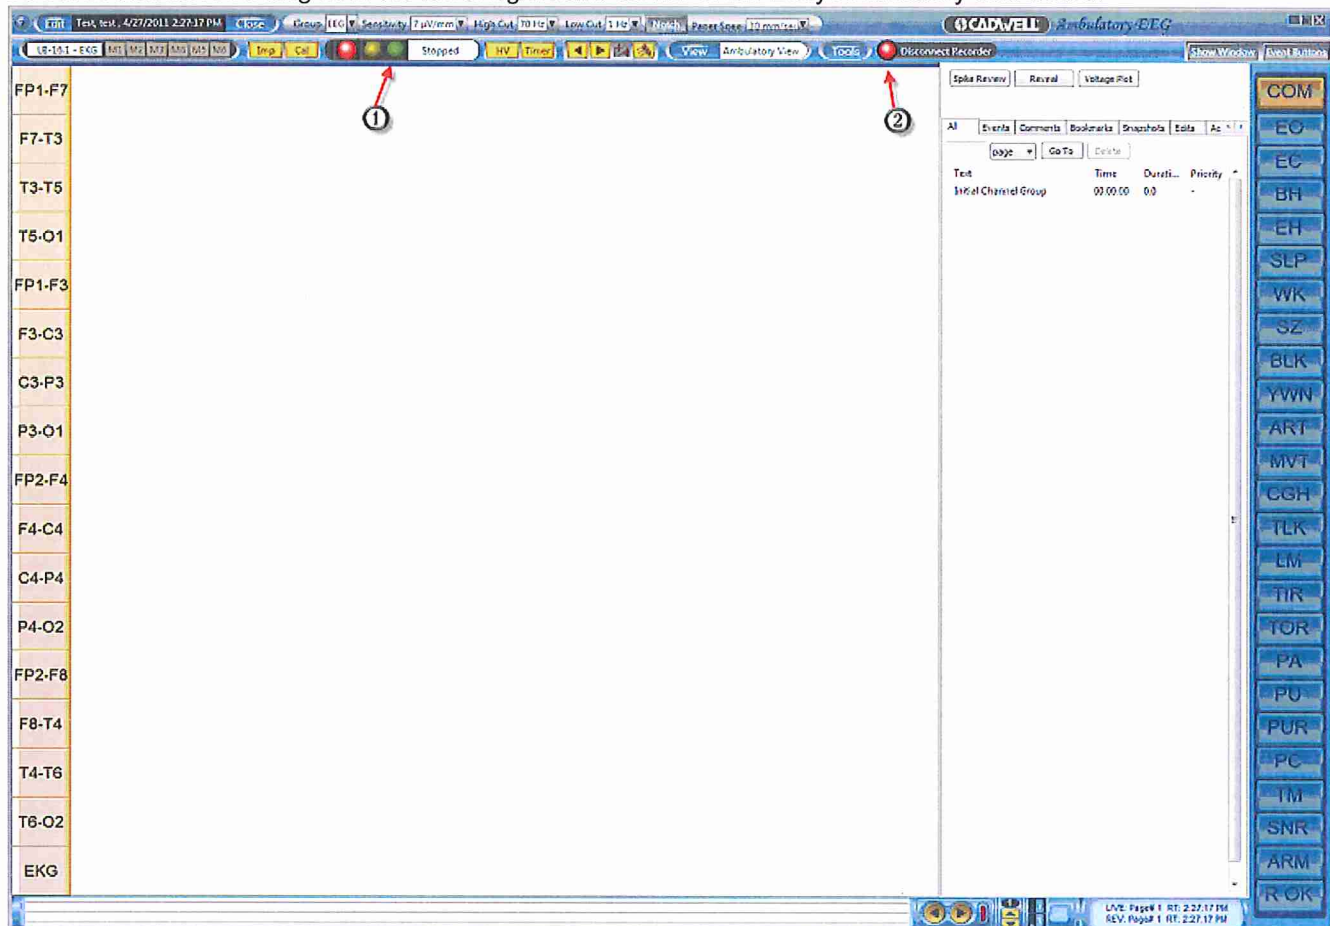 Edit Test, test , 4/27/2011 2:27:17 PM Close Group EEG Sensitivity 7 µV/mm High Cut 70 Hz Low Cut 1 Hz Notch Paper Spee 30 mm/sec CADWELL Ambulatory EEG
LB-18.1 - EKG M1 M2 M3 M4 M5 M6 Imp Cal Stopped HV Timer View Ambulatory View Tools Disconnect Recorder Show Window Event Buttons
① ②
Spike Review Reveal Voltage Plot
All Events Comments Bookmarks Snapshots Edits Ac
page Go To Delete
Text Time Durati... Priority
Initial Channel Group 00:00:00 0.0 -
FP1-F7
F7-T3
T3-T5
T5-O1
FP1-F3
F3-C3
C3-P3
P3-O1
FP2-F4
F4-C4
C4-P4
P4-O2
FP2-F8
F8-T4
T4-T6
T6-O2
EKG
COM
EO
EC
BH
EH
SLP
WK
SZ
BLK
YWN
ART
MVT
CGH
TLK
LM
TIR
TOR
PA
PU
PUR
PC
TM
SNR
ARM
R OK
LIVE: Page# 1 RT: 2:27:17 PM
REV: Page# 1 RT: 2:27:17 PM